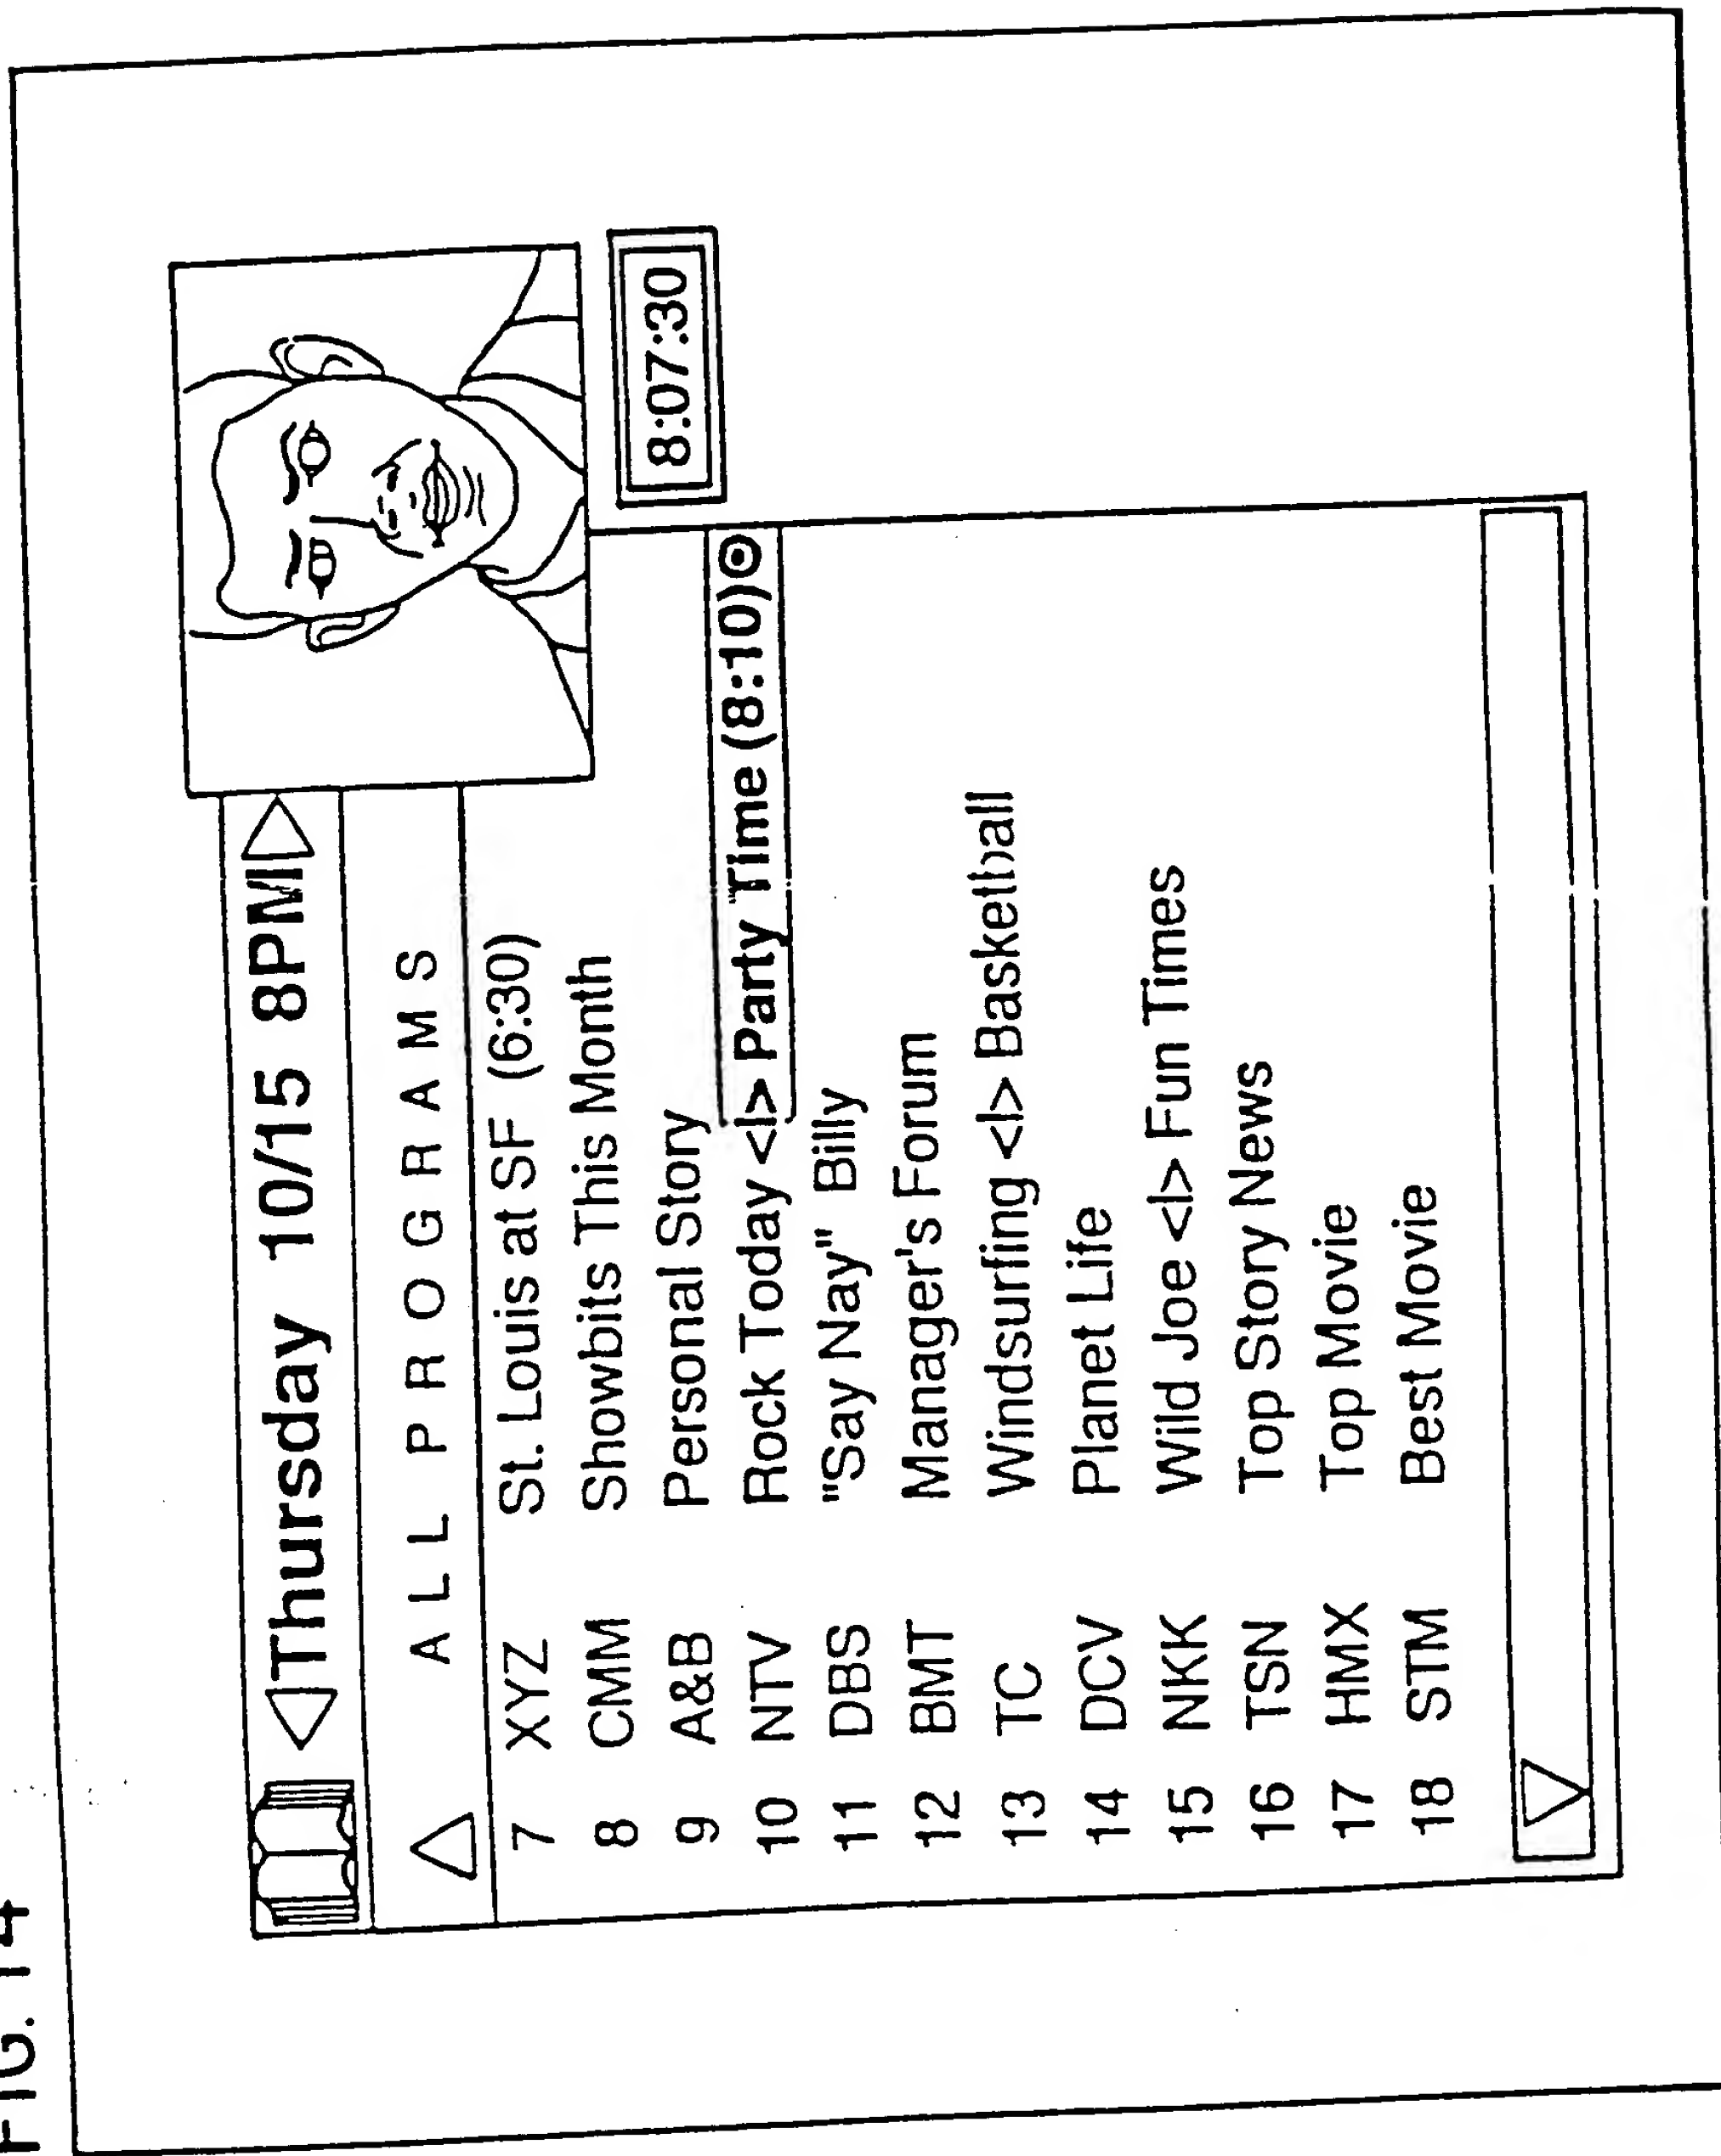 FIG. 14
Thursday 10/15 8PM
ALL PROGRAMS
8:07:30
7 XYZ St. Louis at SF (6:30)
8 CMM Showbits This Month
9 A&B Personal Story
10 NTV Rock Today <|> Party Time (8:10)
11 DBS "Say Nay" Billy
12 BMT Manager's Forum
13 TC Windsurfing <|> Basketball
14 DCV Planet Life
15 NKK Wild Joe <|> Fun Times
16 TSN Top Story News
17 HMX Top Movie
18 STM Best Movie